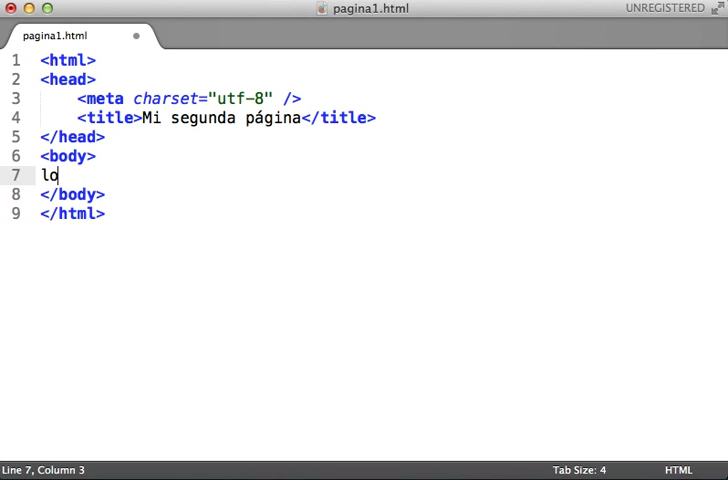 pagina1.html
UNREGISTERED
pagina1.html
1 <html>
2 <head>
3 <meta charset="utf-8" />
4 <title>Mi segunda página</title>
5 </head>
6 <body>
7 lo
8 </body>
9 </html>
Line 7, Column 3
Tab Size: 4
HTML